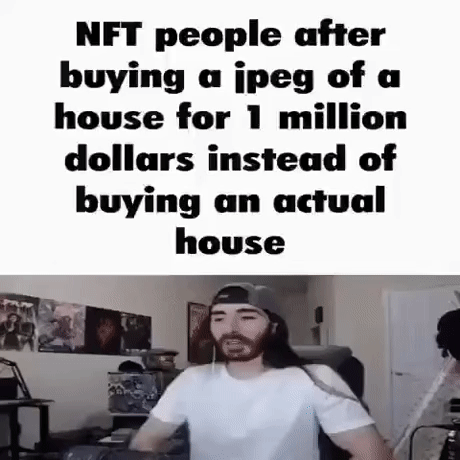 NFT people after
buying a jpeg of a
house for 1 million
dollars instead of
buying an actual
house